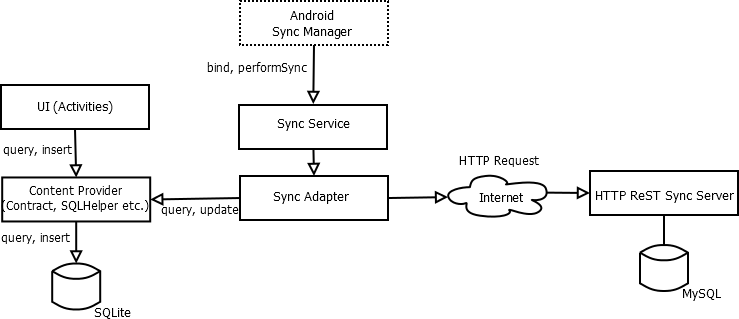 Android
Sync Manager
bind, performSync
UI (Activities)
Sync Service
query, insert
HTTP Request
Content Provider
(Contract, SQLHelper etc.)
Sync Adapter
Internet
HTTP ReST Sync Server
query, update
query, insert
MySQL
SQLite